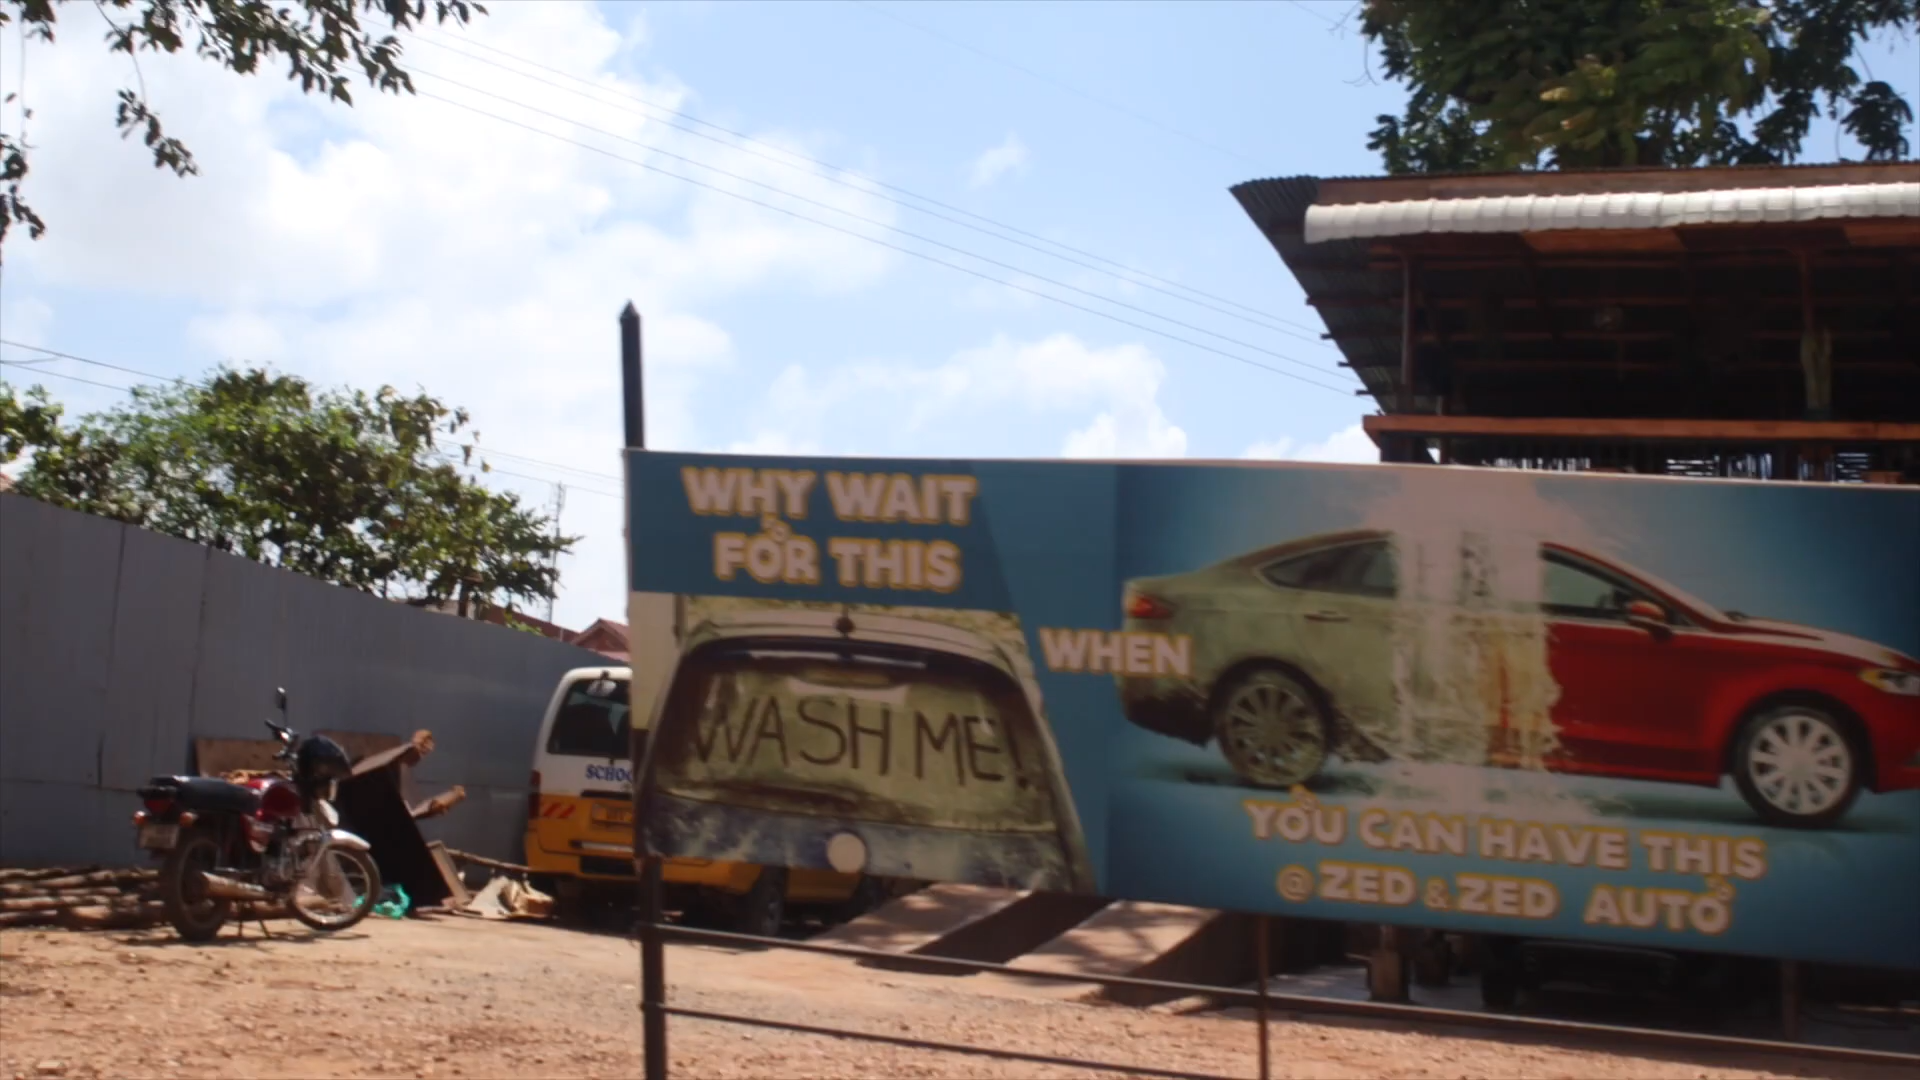 WHY WAIT
FOR THIS
WASH ME!
WHEN
YOU CAN HAVE THIS
@ ZED & ZED AUTO